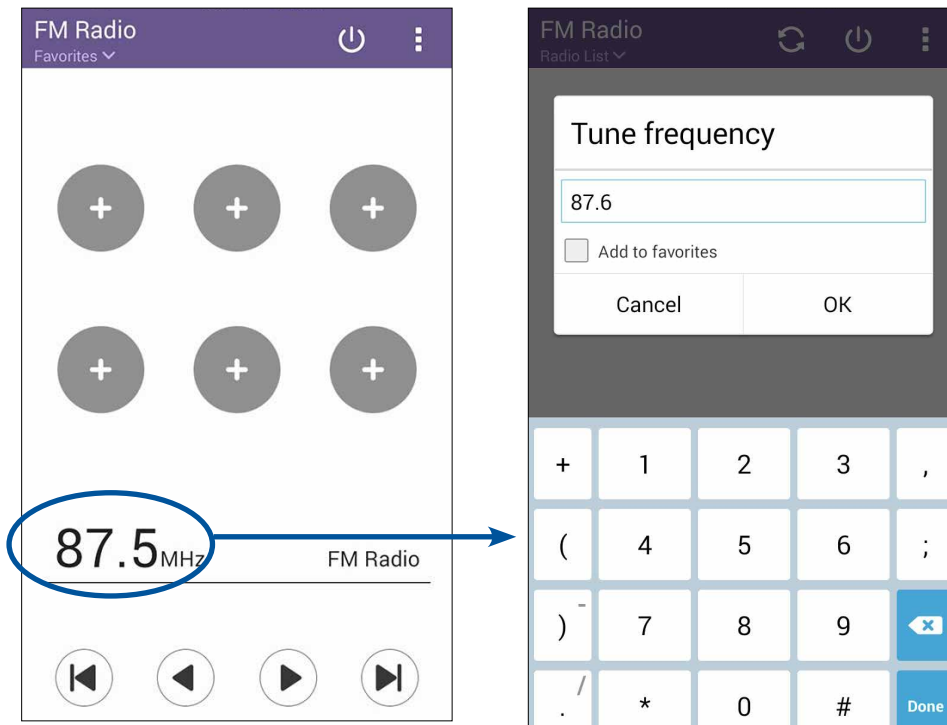 FM Radio
Favorites
87.5MHz
FM Radio
FM Radio
Radio List
Tune frequency
87.6
Add to favorites
Cancel OK
+ 1 2 3 ,
( 4 5 6 ;
) - 7 8 9
. / * 0 # Done